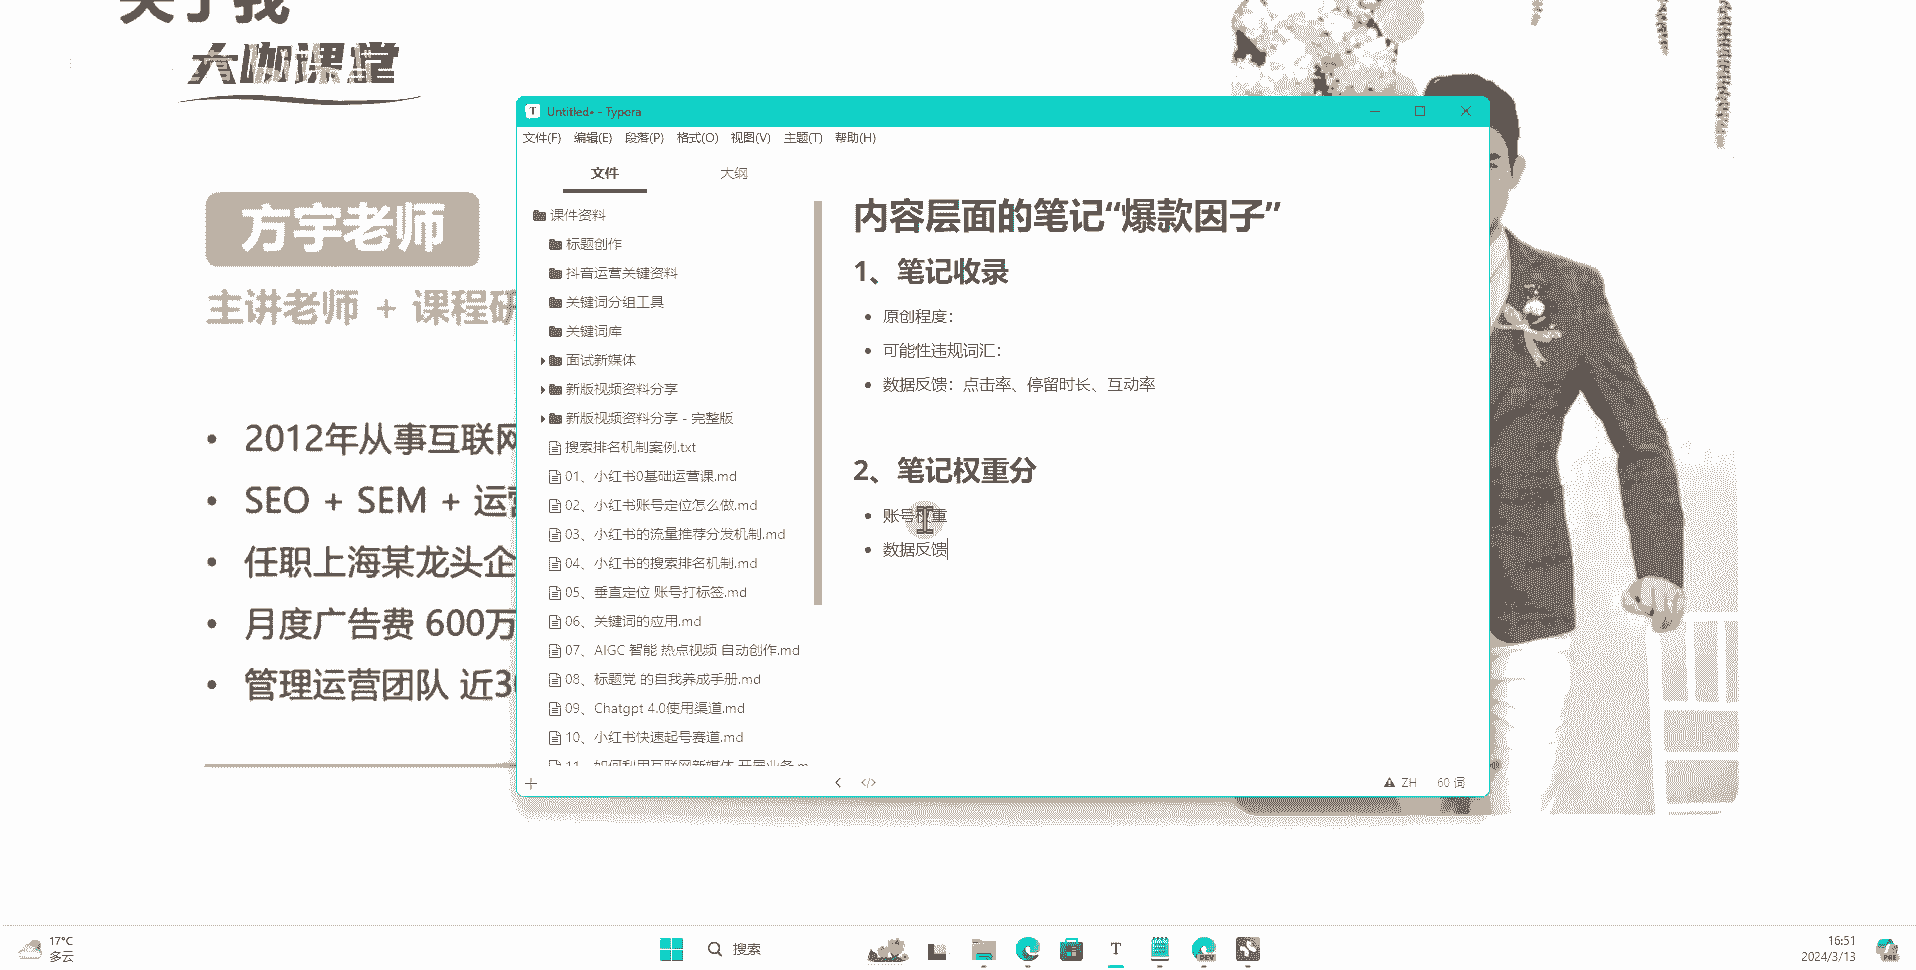 关于我
大咖课堂
方宇老师
主讲老师 + 课程研
2012年从事互联网
SEO + SEM + 运营
任职上海某龙头企
月度广告费 600万
管理运营团队 近3
Untitled• - Typora
文件(F) 编辑(E) 段落(P) 格式(O) 视图(V) 主题(T) 帮助(H)
文件 大纲
课件资料
标题创作
抖音运营关键资料
关键词分组工具
关键词库
面试新媒体
新版视频资料分享
新版视频资料分享 - 完整版
搜索排名机制案例.txt
01、小红书0基础运营课.md
02、小红书账号定位怎么做.md
03、小红书的流量推荐分发机制.md
04、小红书的搜索排名机制.md
05、垂直定位 账号打标签.md
06、关键词的应用.md
07、AIGC 智能 热点视频 自动创作.md
08、标题党 的自我养成手册.md
09、Chatgpt 4.0使用渠道.md
10、小红书快速起号赛道.md
11、如何利用互联网新媒体 开展业务.m
内容层面的笔记“爆款因子”
1、笔记收录
原创程度：
可能性违规词汇：
数据反馈：点击率、停留时长、互动率
2、笔记权重分
账号权重
数据反馈
ZH 60 词
17°C
多云
搜索
16:51
2024/3/13